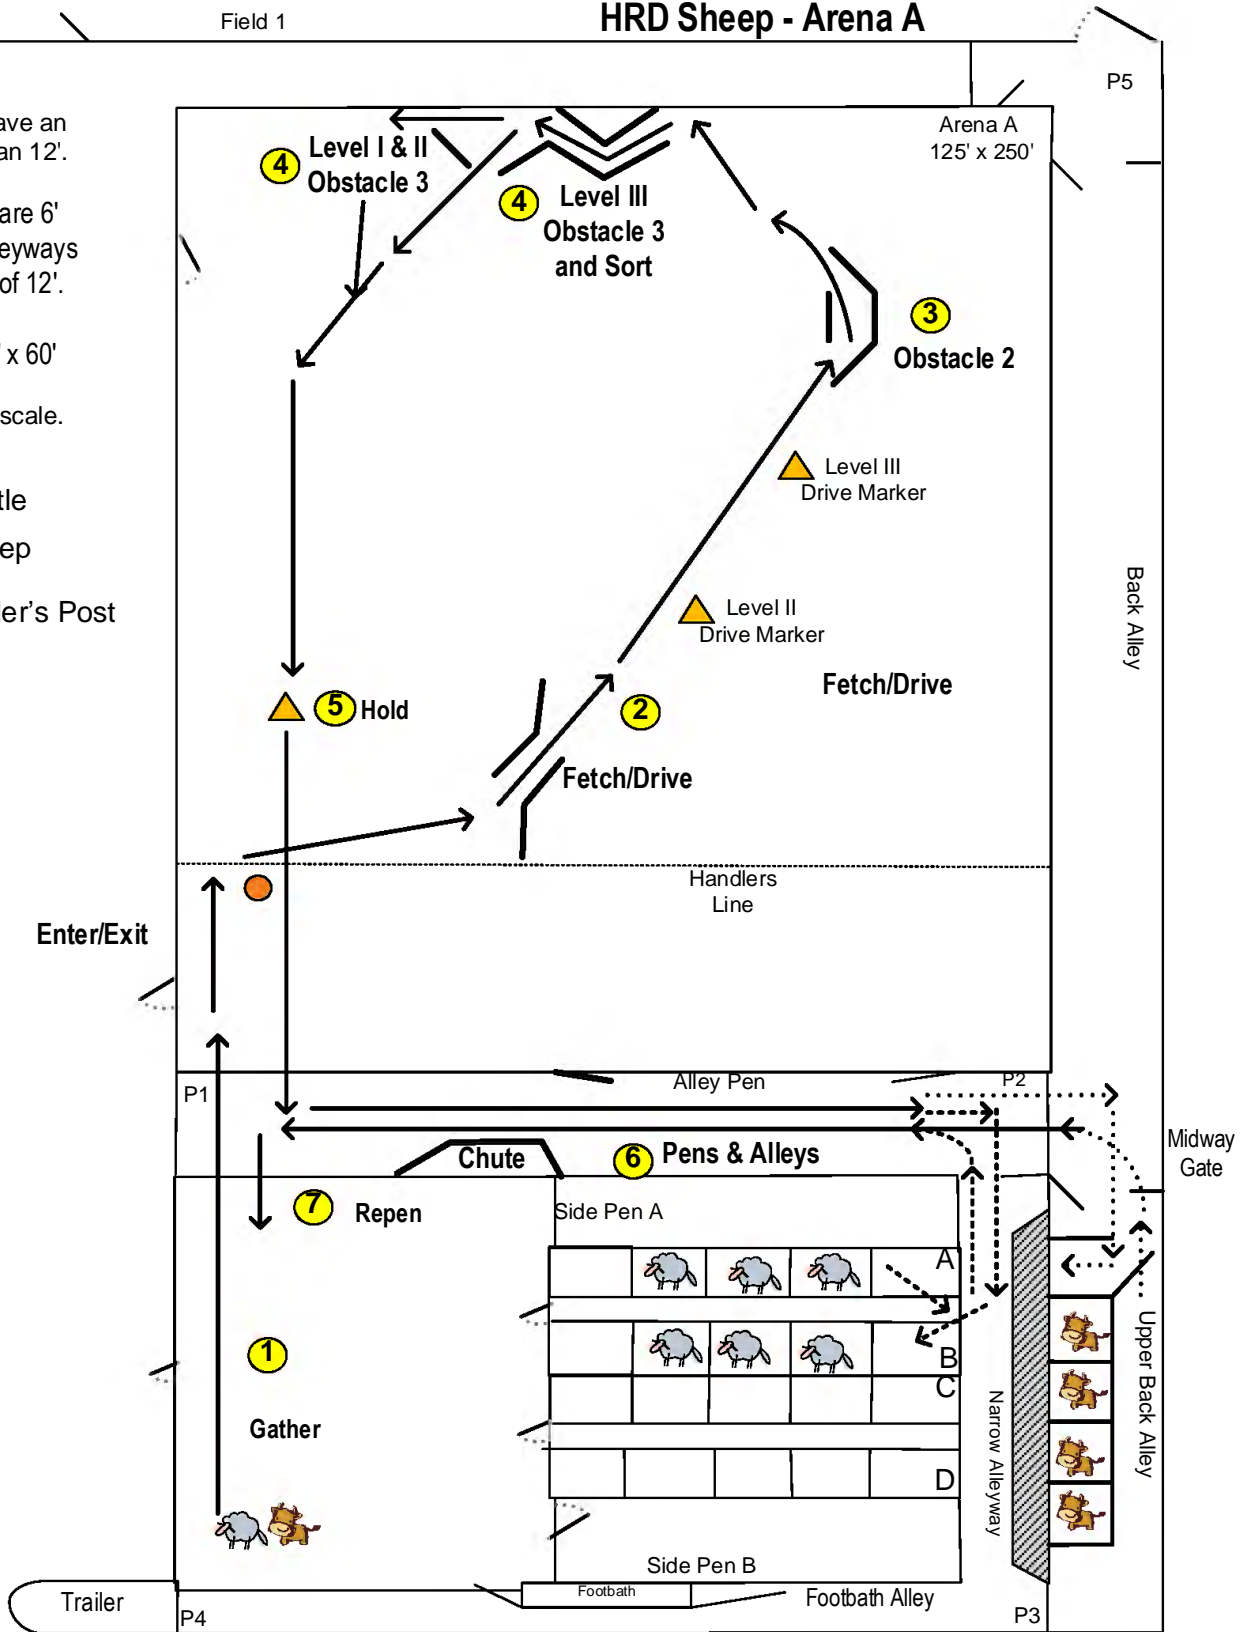 Field 1
HRD Sheep - Arena A
P5
ave an
an 12'.
are 6'
eyways
of 12'.
' x 60'
scale.
tle
ep
ler's Post
Arena A
125' x 250'
4
Level I & II
Obstacle 3
4
Level III
Obstacle 3
and Sort
3
Obstacle 2
Level III
Drive Marker
Level II
Drive Marker
Back Alley
Fetch/Drive
5 Hold
2
Fetch/Drive
Handlers
Line
Enter/Exit
P1
Alley Pen
P2
Midway
Gate
Chute
6 Pens & Alleys
7
Repen
Side Pen A
A
B
C
D
1
Gather
Narrow Alleyway
Upper Back Alley
Side Pen B
Footbath
Footbath Alley
Trailer
P4
P3